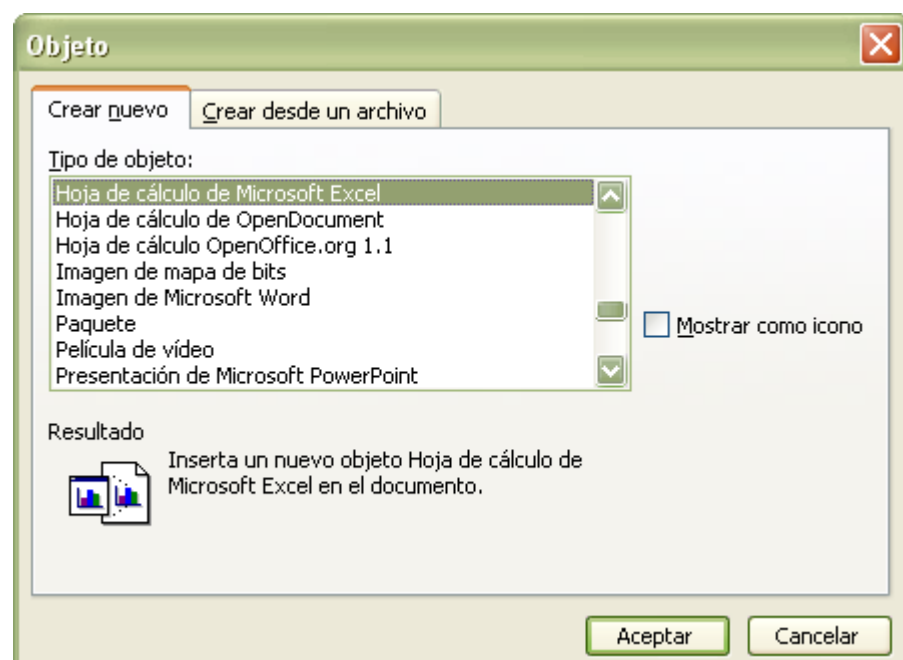 Objeto
Crear nuevo
Crear desde un archivo
Tipo de objeto:
Hoja de cálculo de Microsoft Excel
Hoja de cálculo de OpenDocument
Hoja de cálculo OpenOffice.org 1.1
Imagen de mapa de bits
Imagen de Microsoft Word
Paquete
Película de vídeo
Presentación de Microsoft PowerPoint
Mostrar como icono
Resultado
Inserta un nuevo objeto Hoja de cálculo de
Microsoft Excel en el documento.
Aceptar
Cancelar